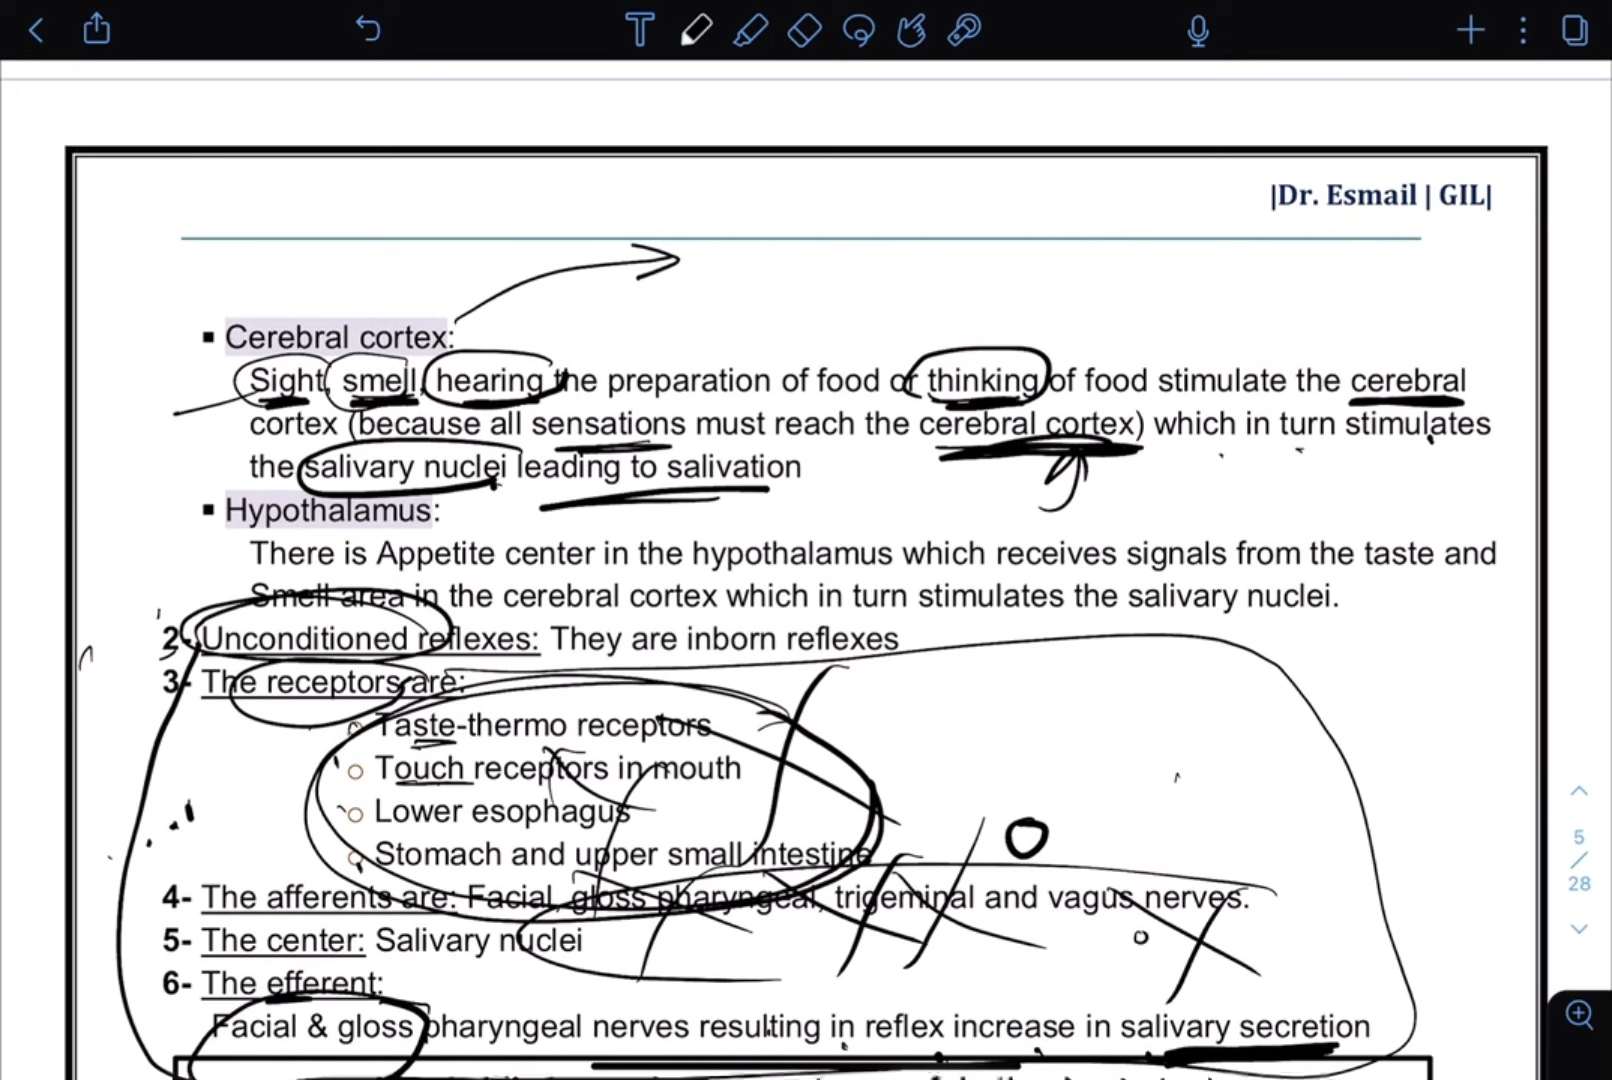 |Dr. Esmail | GIL|
▪ Cerebral cortex:
Sight, smell, hearing the preparation of food or thinking of food stimulate the cerebral
cortex (because all sensations must reach the cerebral cortex) which in turn stimulates
the salivary nuclei leading to salivation
▪ Hypothalamus:
There is Appetite center in the hypothalamus which receives signals from the taste and
Smell area in the cerebral cortex which in turn stimulates the salivary nuclei.
2- Unconditioned reflexes: They are inborn reflexes
3- The receptors are:
○ Taste-thermo receptors
○ Touch receptors in mouth
○ Lower esophagus
○ Stomach and upper small intestine
4- The afferents are: Facial, gloss pharyngeal, trigeminal and vagus nerves.
5- The center: Salivary nuclei
6- The efferent:
Facial & gloss pharyngeal nerves resulting in reflex increase in salivary secretion
5
/
28